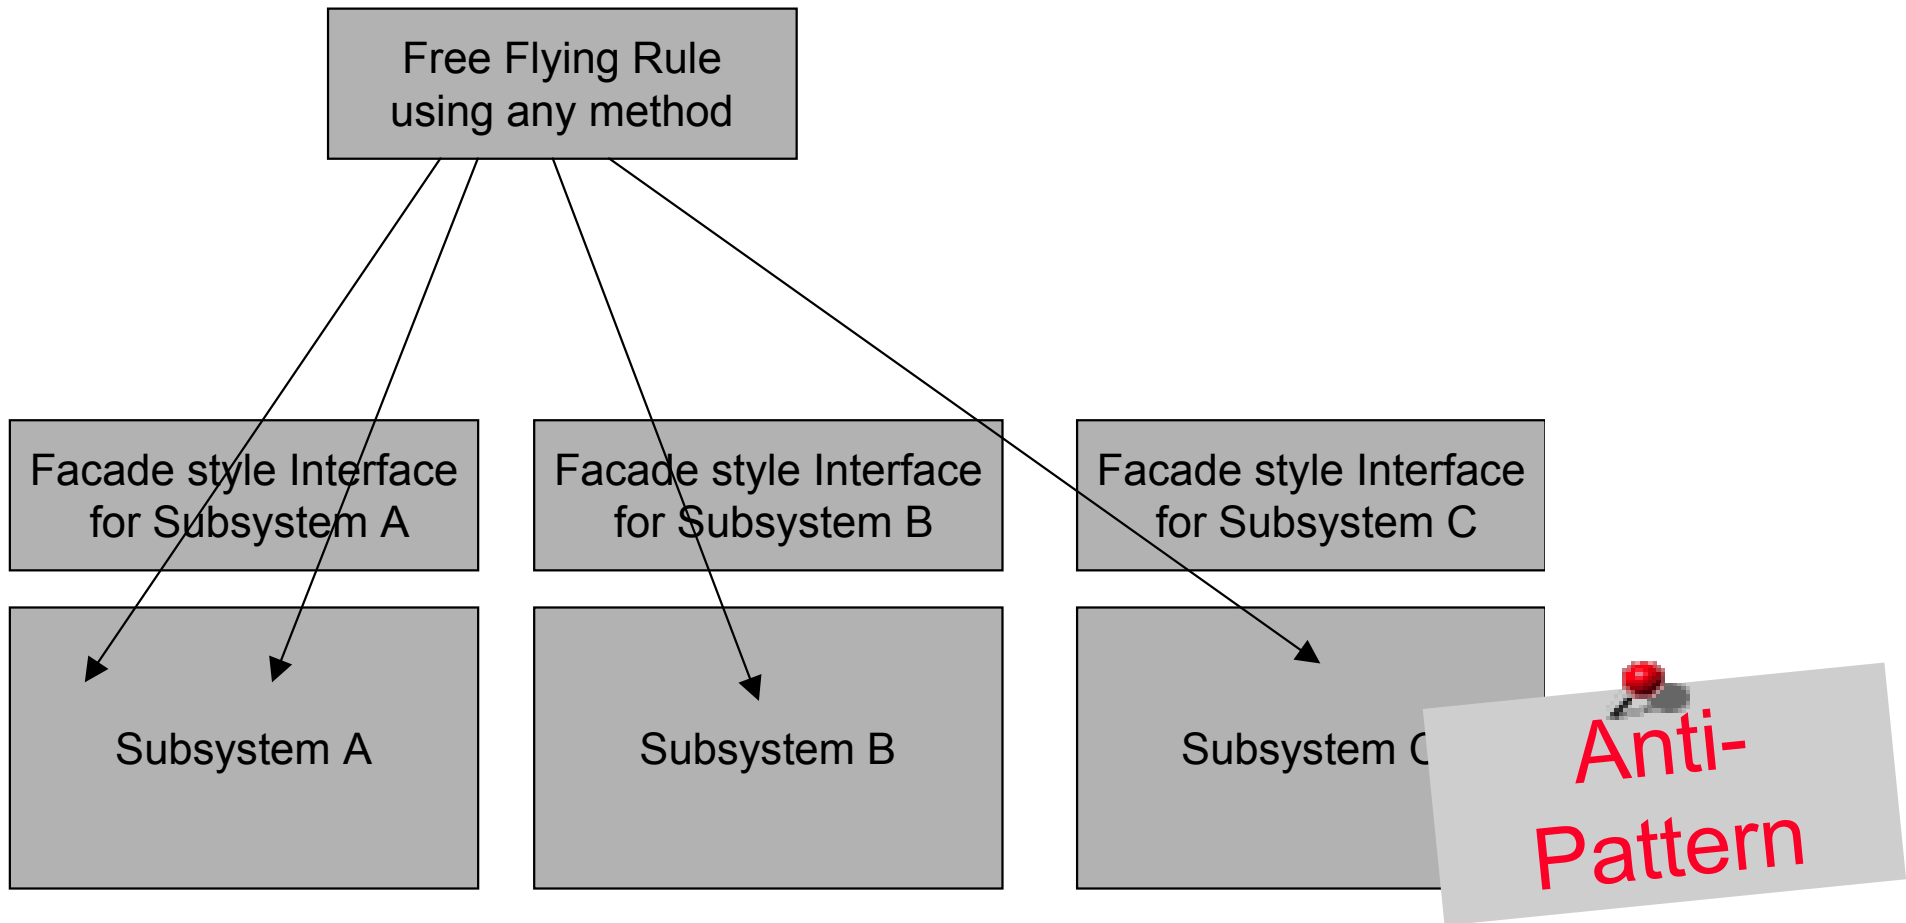 Free Flying Rule
using any method
Facade style Interface
for Subsystem A
Facade style Interface
for Subsystem B
Facade style Interface
for Subsystem C
Subsystem A
Subsystem B
Subsystem C
Anti-
Pattern